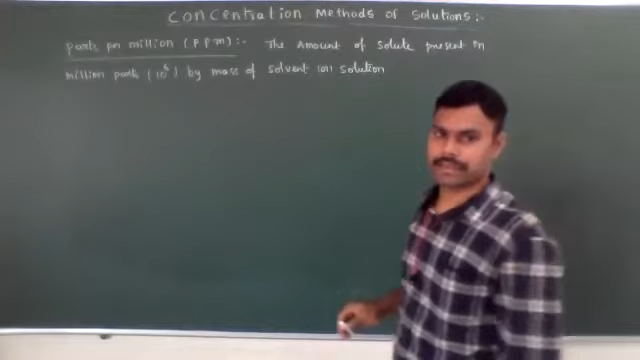 Concentration Methods of Solutions :-
parts per million (PPM) :- The Amount of solute present in
million parts (10⁶) by mass of solvent (or) solution